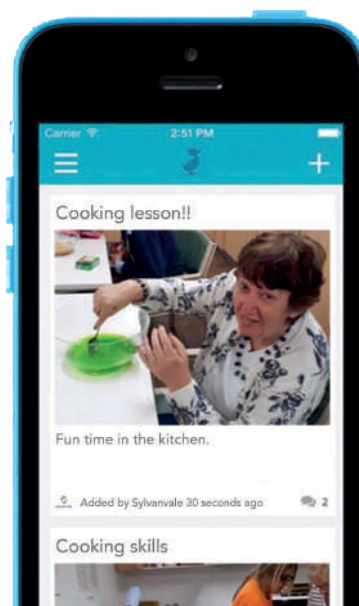 Carrier 2:51 PM
Cooking lesson!!
Fun time in the kitchen.
Added by Sylvanvale 30 seconds ago 2
Cooking skills